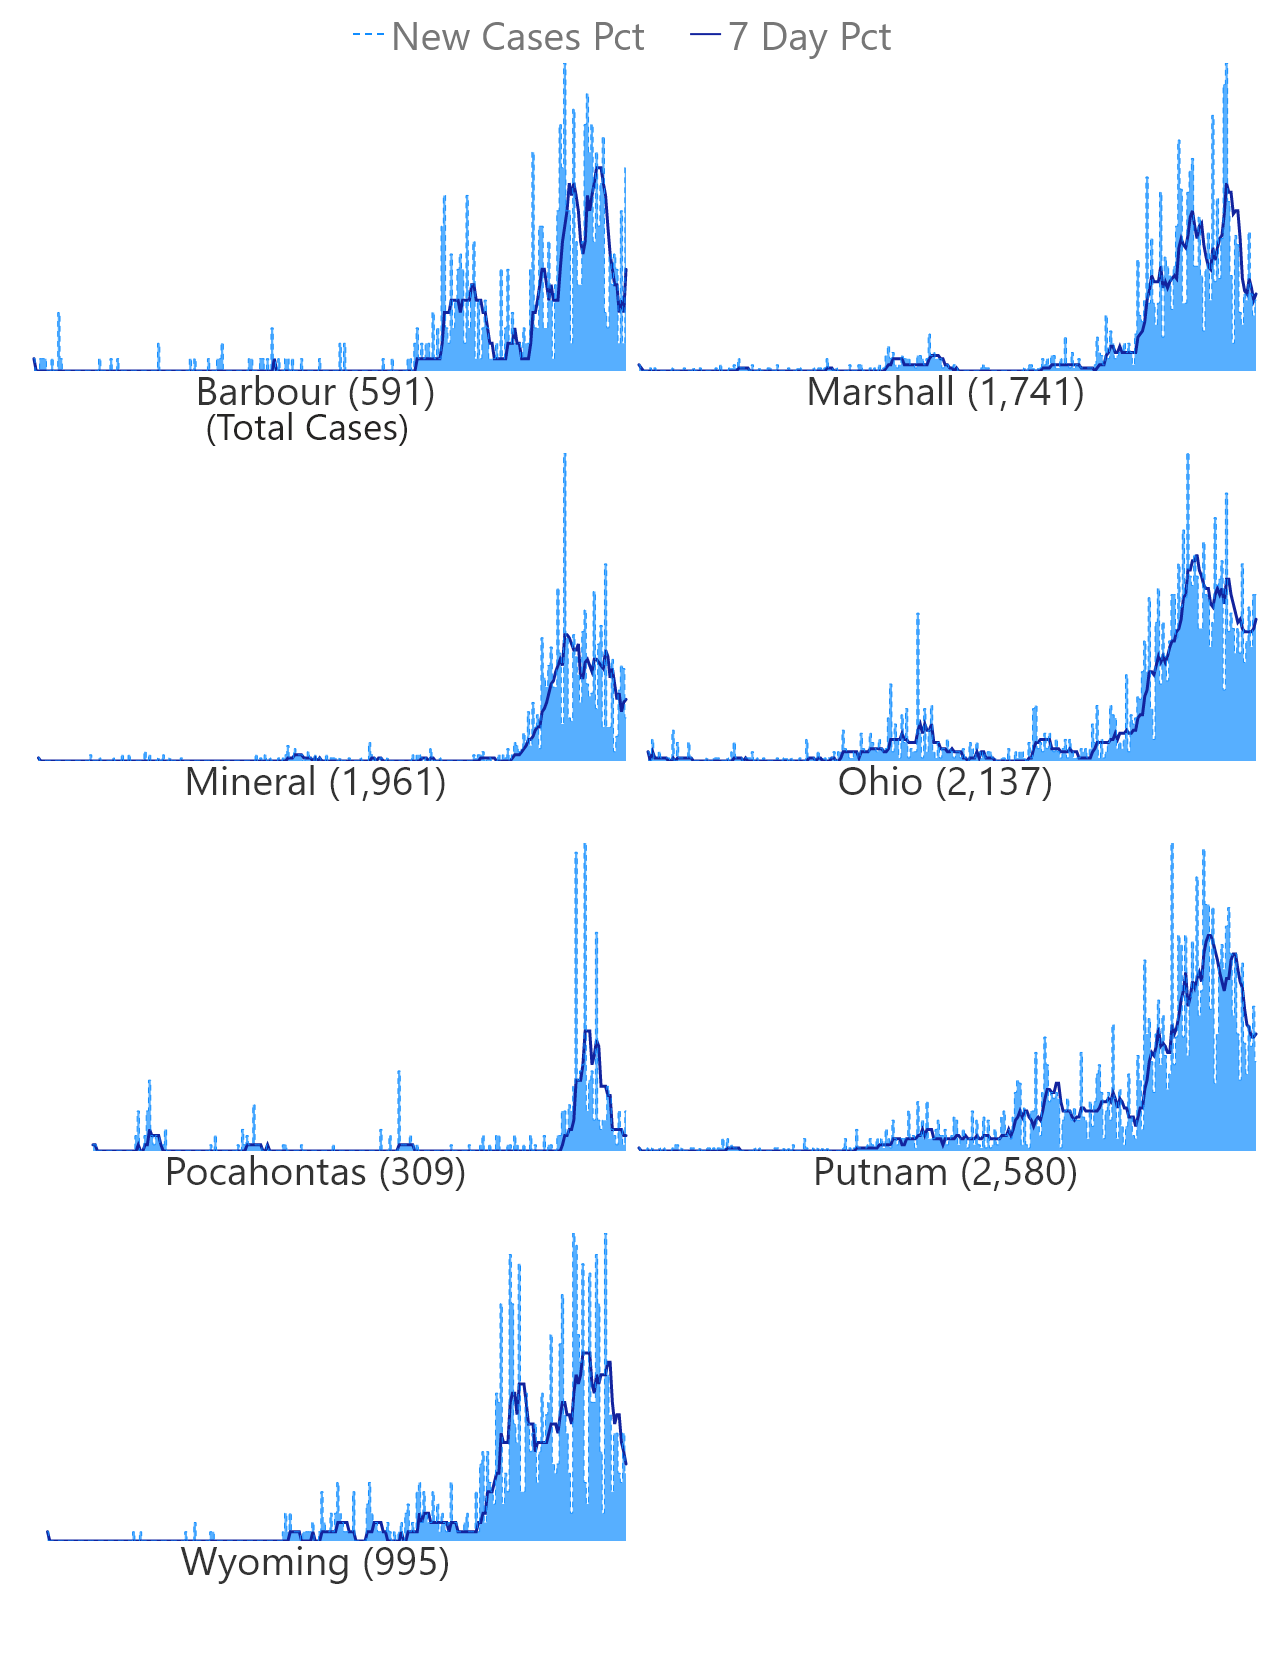 New Cases Pct 7 Day Pct
Barbour (591)
(Total Cases)
Marshall (1,741)
Mineral (1,961)
Ohio (2,137)
Pocahontas (309)
Putnam (2,580)
Wyoming (995)